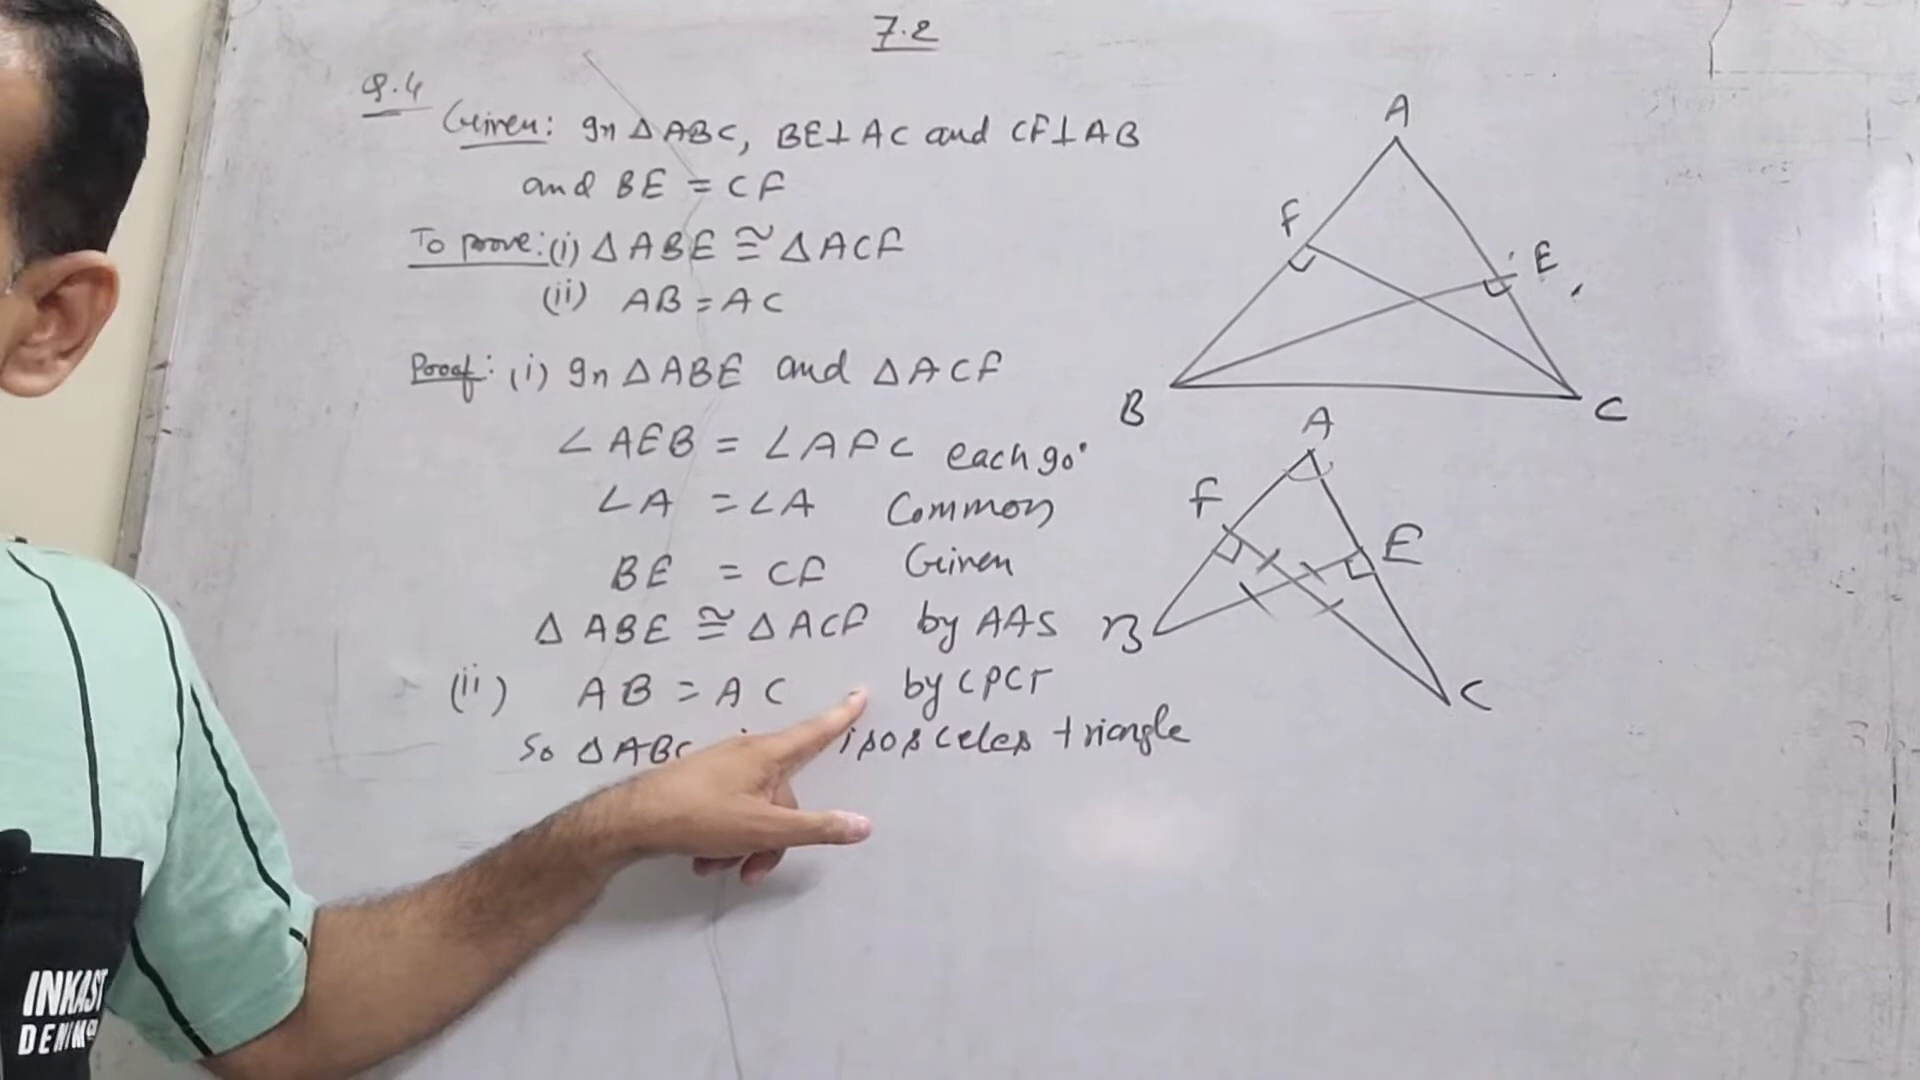 7.2
Q.4
Given: In △ABC, BE⊥AC and CF⊥AB
and BE = CF
To prove: (i) △ABE ≅ △ACF
(ii) AB = AC
Proof: (i) In △ABE and △ACF
∠AEB = ∠AFC each 90°
∠A = ∠A Common
BE = CF Given
△ABE ≅ △ACF by AAS
(ii) AB = AC by CPCT
So △ABC isosceles triangle
A
F
E
B
C
A
F
E
B
C
INKAST
DENIM